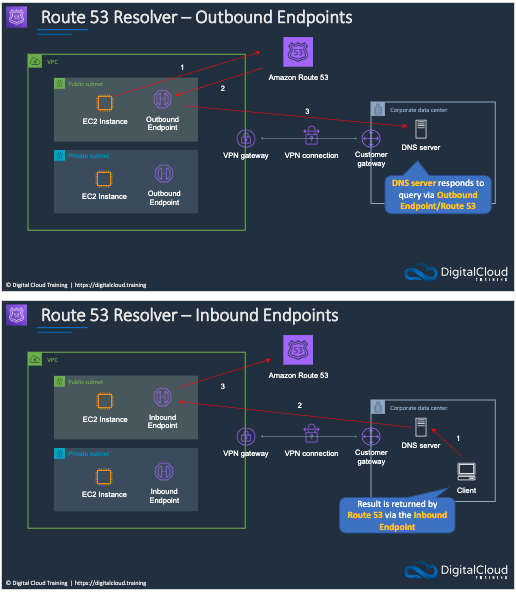 53
Route 53 Resolver – Outbound Endpoints
53
Amazon Route 53
VPC
Public subnet
EC2 Instance
Outbound
Endpoint
Private subnet
EC2 Instance
Outbound
Endpoint
1
2
3
VPN gateway
VPN connection
Customer
gateway
Corporate data center
DNS server
DNS server responds to
query via Outbound
Endpoint/Route 53
© Digital Cloud Training | https://digitalcloud.training
DigitalCloud
TRAINING
53
Route 53 Resolver – Inbound Endpoints
53
Amazon Route 53
VPC
Public subnet
EC2 Instance
Inbound
Endpoint
Private subnet
EC2 Instance
Inbound
Endpoint
3
2
1
VPN gateway
VPN connection
Customer
gateway
Corporate data center
DNS server
Client
Result is returned by
Route 53 via the Inbound
Endpoint
© Digital Cloud Training | https://digitalcloud.training
DigitalCloud
TRAINING